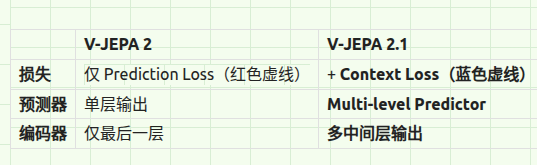 V-JEPA 2 V-JEPA 2.1
损失 仅 Prediction Loss（红色虚线） + Context Loss（蓝色虚线）
预测器 单层输出 Multi-level Predictor
编码器 仅最后一层 多中间层输出